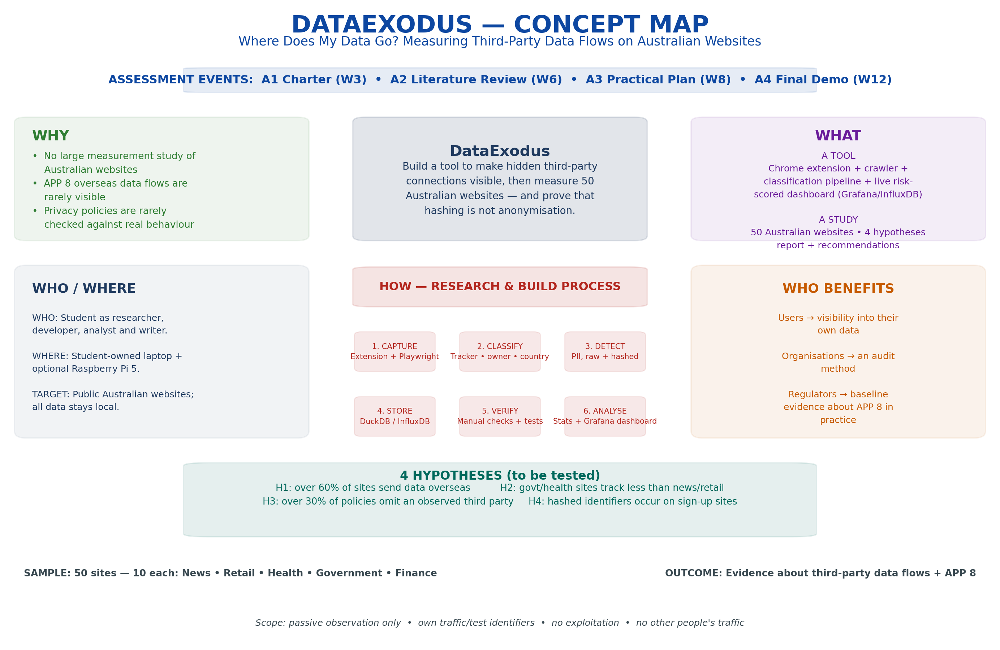 DATAEXODUS — CONCEPT MAP
Where Does My Data Go? Measuring Third-Party Data Flows on Australian Websites
ASSESSMENT EVENTS:  A1 Charter (W3)  •  A2 Literature Review (W6)  •  A3 Practical Plan (W8)  •  A4 Final Demo (W12)
WHY
•  No large measurement study of
Australian websites
•  APP 8 overseas data flows are
rarely visible
•  Privacy policies are rarely
checked against real behaviour
DataExodus
Build a tool to make hidden third-party
connections visible, then measure 50
Australian websites — and prove that
hashing is not anonymisation.
WHAT
A TOOL
Chrome extension + crawler +
classification pipeline + live risk-
scored dashboard (Grafana/InfluxDB)
A STUDY
50 Australian websites • 4 hypotheses
report + recommendations
WHO / WHERE
WHO: Student as researcher,
developer, analyst and writer.
WHERE: Student-owned laptop +
optional Raspberry Pi 5.
TARGET: Public Australian websites;
all data stays local.
HOW — RESEARCH & BUILD PROCESS
1. CAPTURE
Extension + Playwright
2. CLASSIFY
Tracker • owner • country
3. DETECT
PII, raw + hashed
4. STORE
DuckDB / InfluxDB
5. VERIFY
Manual checks + tests
6. ANALYSE
Stats + Grafana dashboard
WHO BENEFITS
Users → visibility into their
own data
Organisations → an audit
method
Regulators → baseline
evidence about APP 8 in
practice
4 HYPOTHESES (to be tested)
H1: over 60% of sites send data overseas          H2: govt/health sites track less than news/retail
H3: over 30% of policies omit an observed third party     H4: hashed identifiers occur on sign-up sites
SAMPLE: 50 sites — 10 each: News • Retail • Health • Government • Finance
OUTCOME: Evidence about third-party data flows + APP 8
Scope: passive observation only  •  own traffic/test identifiers  •  no exploitation  •  no other people's traffic